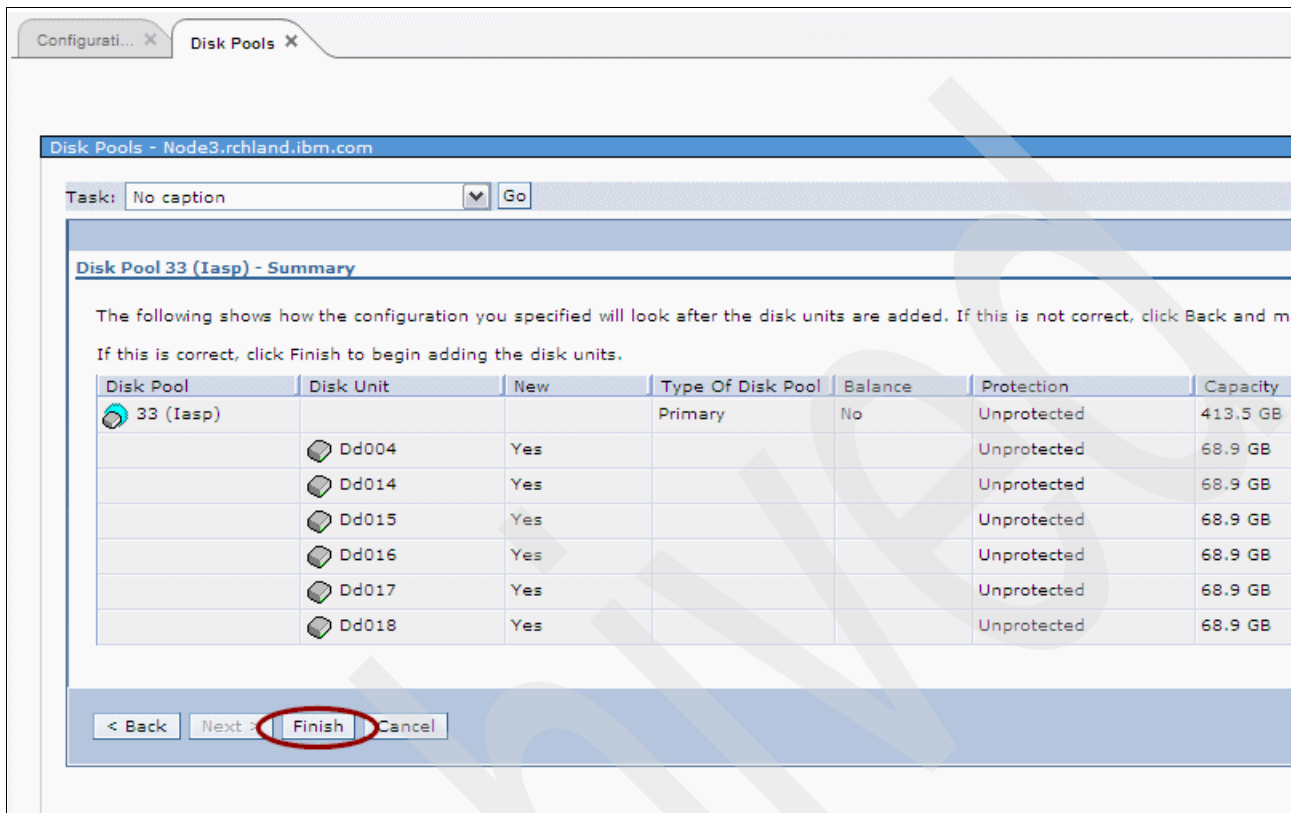 Configurati...
Disk Pools
Disk Pools - Node3.rchland.ibm.com
Task: No caption Go
Disk Pool 33 (Iasp) - Summary
The following shows how the configuration you specified will look after the disk units are added. If this is not correct, click Back and m
If this is correct, click Finish to begin adding the disk units.
Disk Pool Disk Unit New Type Of Disk Pool Balance Protection Capacity
33 (Iasp) Primary No Unprotected 413.5 GB
Dd004 Yes Unprotected 68.9 GB
Dd014 Yes Unprotected 68.9 GB
Dd015 Yes Unprotected 68.9 GB
Dd016 Yes Unprotected 68.9 GB
Dd017 Yes Unprotected 68.9 GB
Dd018 Yes Unprotected 68.9 GB
< Back Next > Finish Cancel
hived